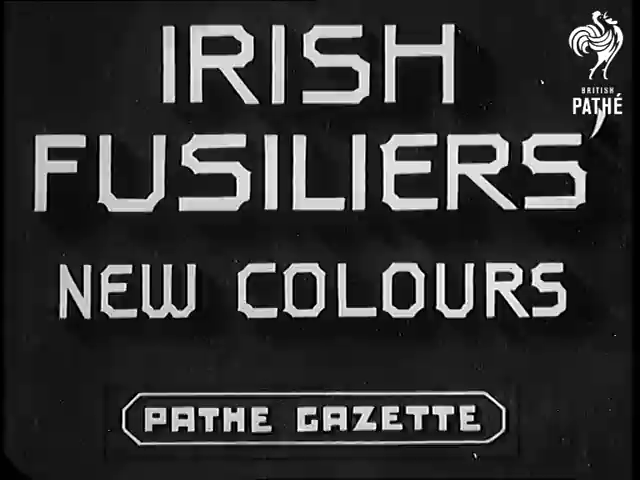 IRISH
FUSILIERS
NEW COLOURS
PATHE GAZETTE
BRITISH
PATHÉ